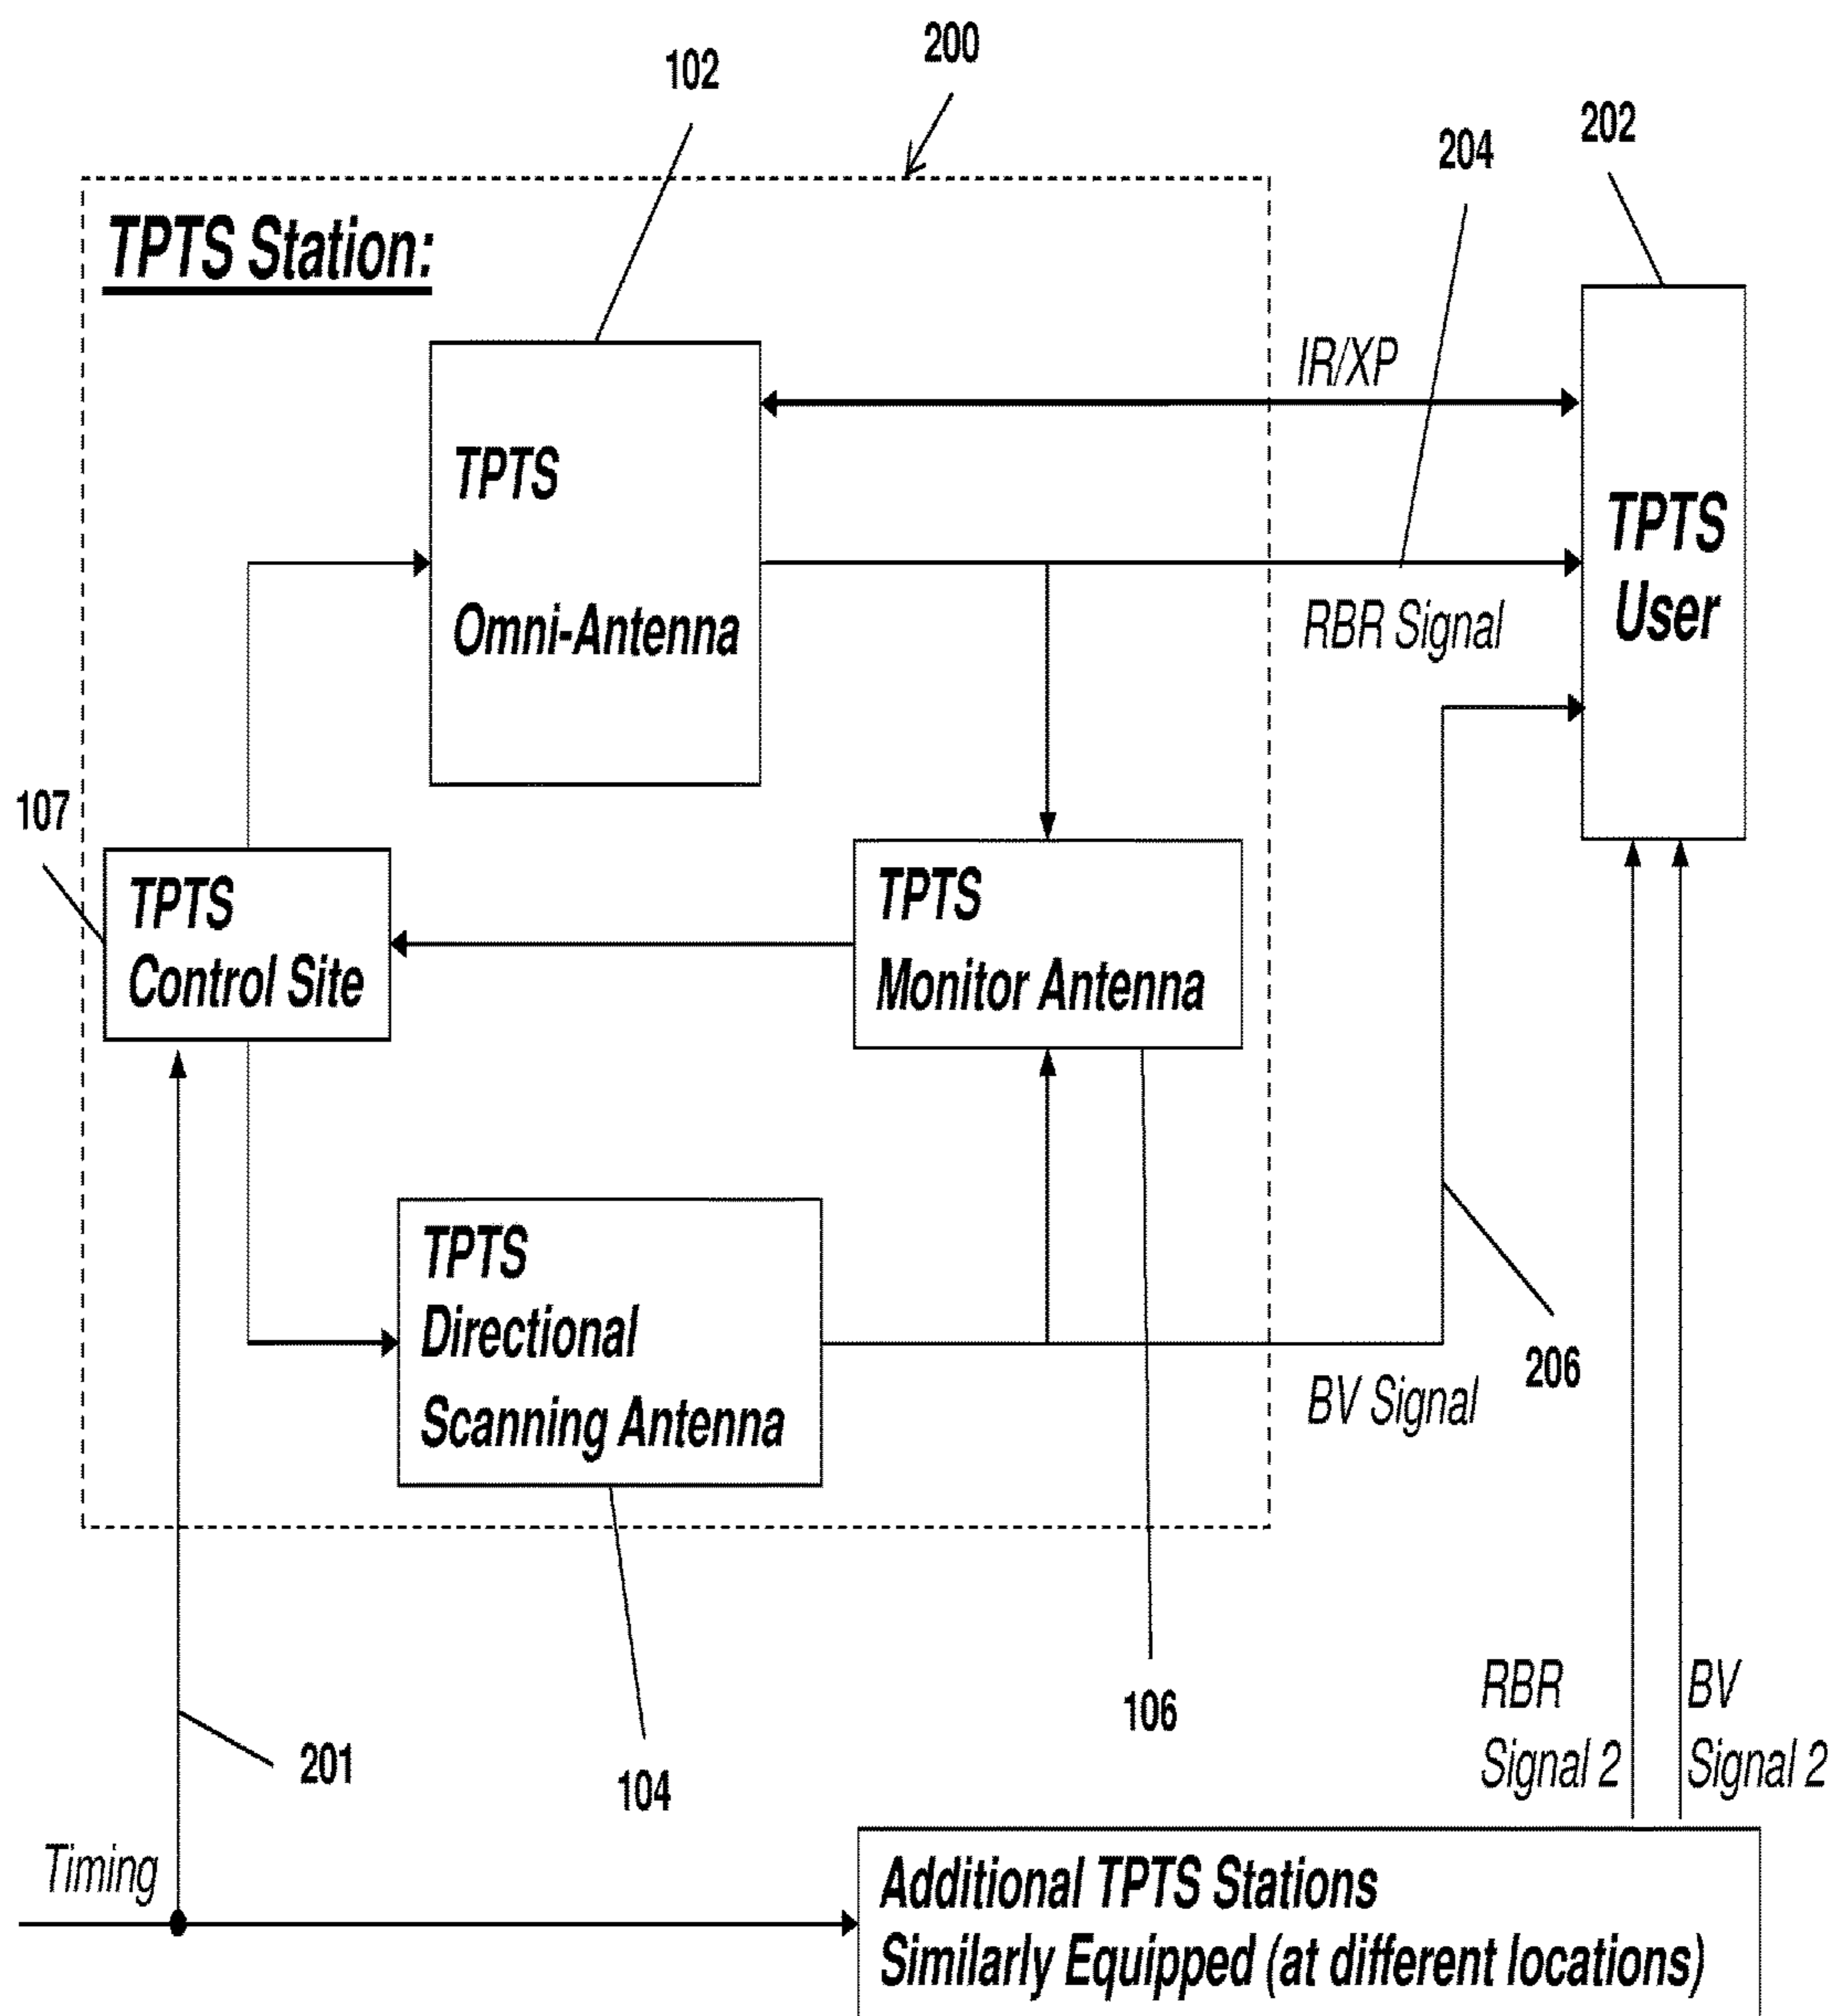 200
102
202
204
TPTS Station:
IR/XP
TPTS
Omni-Antenna
TPTS
User
RBR Signal
107
TPTS
Control Site
TPTS
Monitor Antenna
TPTS
Directional
Scanning Antenna
BV Signal
206
106
201
104
RBR
Signal 2
BV
Signal 2
Timing
Additional TPTS Stations
Similarly Equipped (at different locations)